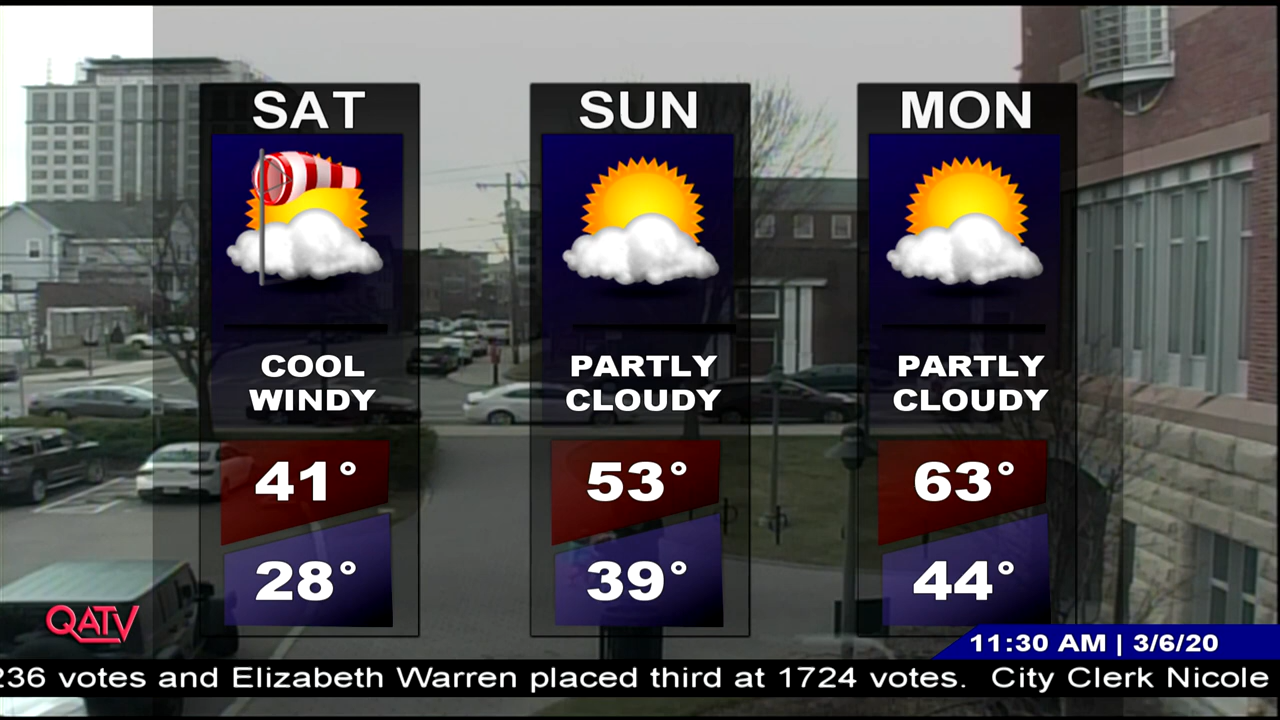 SAT
COOL
WINDY
41°
28°
SUN
PARTLY
CLOUDY
53°
39°
MON
PARTLY
CLOUDY
63°
44°
QATV
11:30 AM | 3/6/20
236 votes and Elizabeth Warren placed third at 1724 votes. City Clerk Nicole